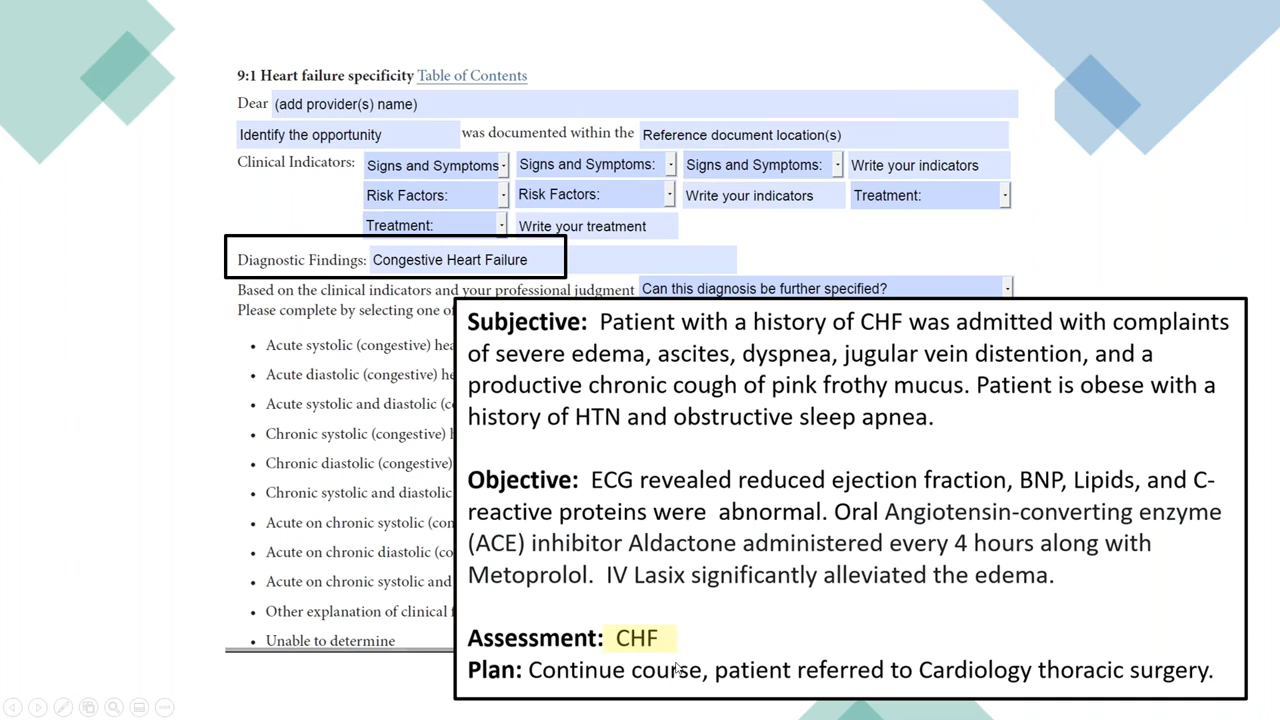 9:1 Heart failure specificity Table of Contents
Dear (add provider(s) name)
Identify the opportunity was documented within the Reference document location(s)
Clinical Indicators: Signs and Symptoms Signs and Symptoms: Signs and Symptoms: Write your indicators
Risk Factors: Risk Factors: Write your indicators Treatment:
Treatment: Write your treatment
Diagnostic Findings: Congestive Heart Failure
Based on the clinical indicators and your professional judgment Can this diagnosis be further specified?
Please complete by selecting one of
• Acute systolic (congestive) hea
• Acute diastolic (congestive) he
• Acute systolic and diastolic (c
• Chronic systolic (congestive) h
• Chronic diastolic (congestive)
• Chronic systolic and diastolic
• Acute on chronic systolic (con
• Acute on chronic diastolic (co
• Acute on chronic systolic and
• Other explanation of clinical f
• Unable to determine
Subjective: Patient with a history of CHF was admitted with complaints
of severe edema, ascites, dyspnea, jugular vein distention, and a
productive chronic cough of pink frothy mucus. Patient is obese with a
history of HTN and obstructive sleep apnea.
Objective: ECG revealed reduced ejection fraction, BNP, Lipids, and C-
reactive proteins were abnormal. Oral Angiotensin-converting enzyme
(ACE) inhibitor Aldactone administered every 4 hours along with
Metoprolol. IV Lasix significantly alleviated the edema.
Assessment: CHF
Plan: Continue course, patient referred to Cardiology thoracic surgery.